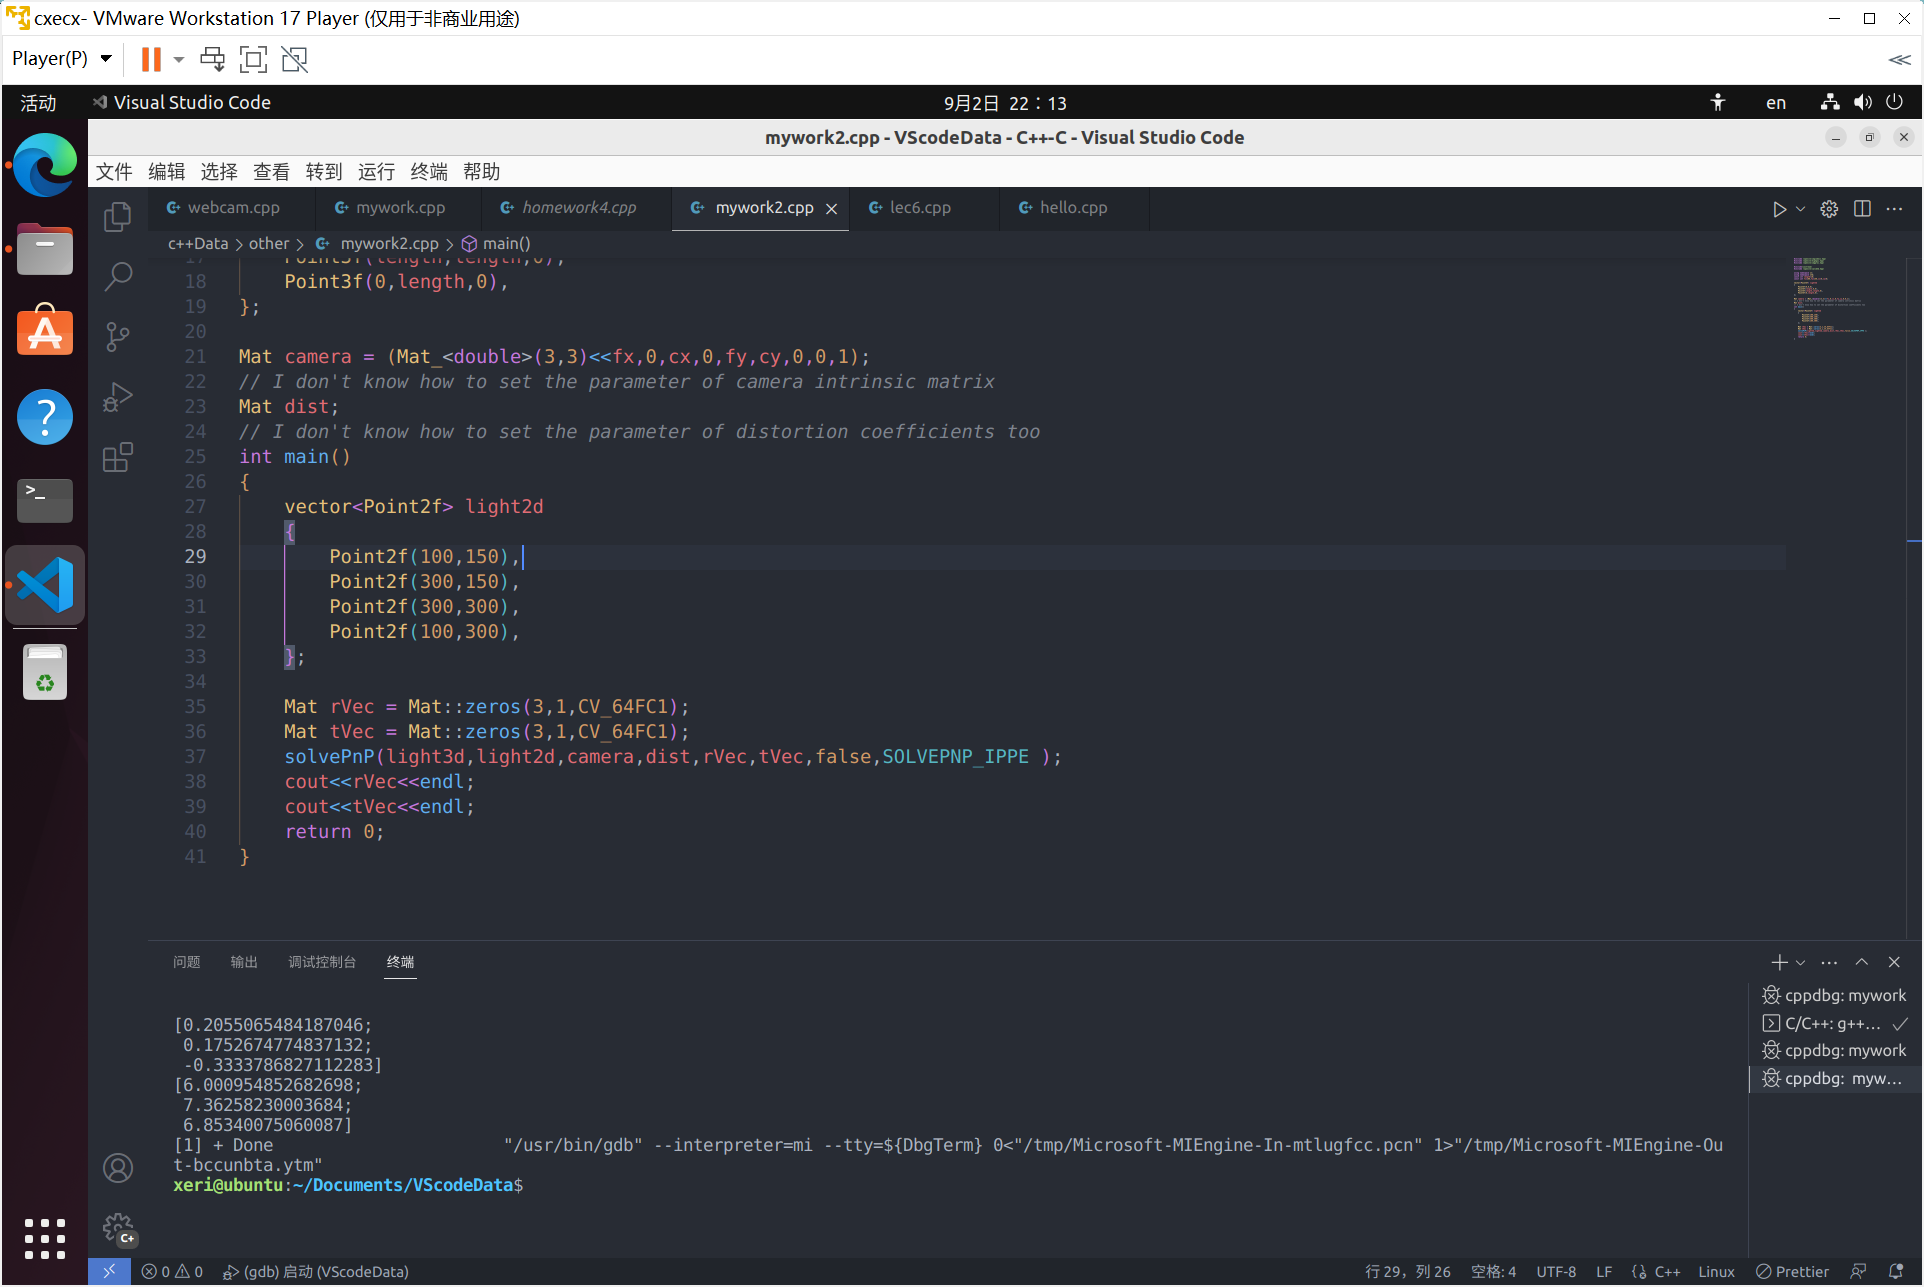 cxecx- VMware Workstation 17 Player (仅用于非商业用途)
Player(P)
活动
Visual Studio Code
9月2日 22：13
en
mywork2.cpp - VScodeData - C++-C - Visual Studio Code
文件 编辑 选择 查看 转到 运行 终端 帮助
webcam.cpp
mywork.cpp
homework4.cpp
mywork2.cpp
lec6.cpp
hello.cpp
c++Data > other > mywork2.cpp > main()
17 Point3f(length,length,0),
18 Point3f(0,length,0),
19 };
20
21 Mat camera = (Mat_<double>(3,3)<<fx,0,cx,0,fy,cy,0,0,1);
22 // I don't know how to set the parameter of camera intrinsic matrix
23 Mat dist;
24 // I don't know how to set the parameter of distortion coefficients too
25 int main()
26 {
27 vector<Point2f> light2d
28 {
29 Point2f(100,150),
30 Point2f(300,150),
31 Point2f(300,300),
32 Point2f(100,300),
33 };
34
35 Mat rVec = Mat::zeros(3,1,CV_64FC1);
36 Mat tVec = Mat::zeros(3,1,CV_64FC1);
37 solvePnP(light3d,light2d,camera,dist,rVec,tVec,false,SOLVEPNP_IPPE );
38 cout<<rVec<<endl;
39 cout<<tVec<<endl;
40 return 0;
41 }
问题 输出 调试控制台 终端
[0.2055065484187046;
0.1752674774837132;
-0.3333786827112283]
[6.000954852682698;
7.36258230003684;
6.85340075060087]
[1] + Done "/usr/bin/gdb" --interpreter=mi --tty=${DbgTerm} 0<"/tmp/Microsoft-MIEngine-In-mtlugfcc.pcn" 1>"/tmp/Microsoft-MIEngine-Ou
t-bccunbta.ytm"
xeri@ubuntu:~/Documents/VScodeData$
cppdbg: mywork
C/C++: g++...
cppdbg: mywork
cppdbg: myw...
C+
0 0 (gdb) 启动 (VScodeData)
行 29，列 26 空格: 4 UTF-8 LF C++ Linux Prettier